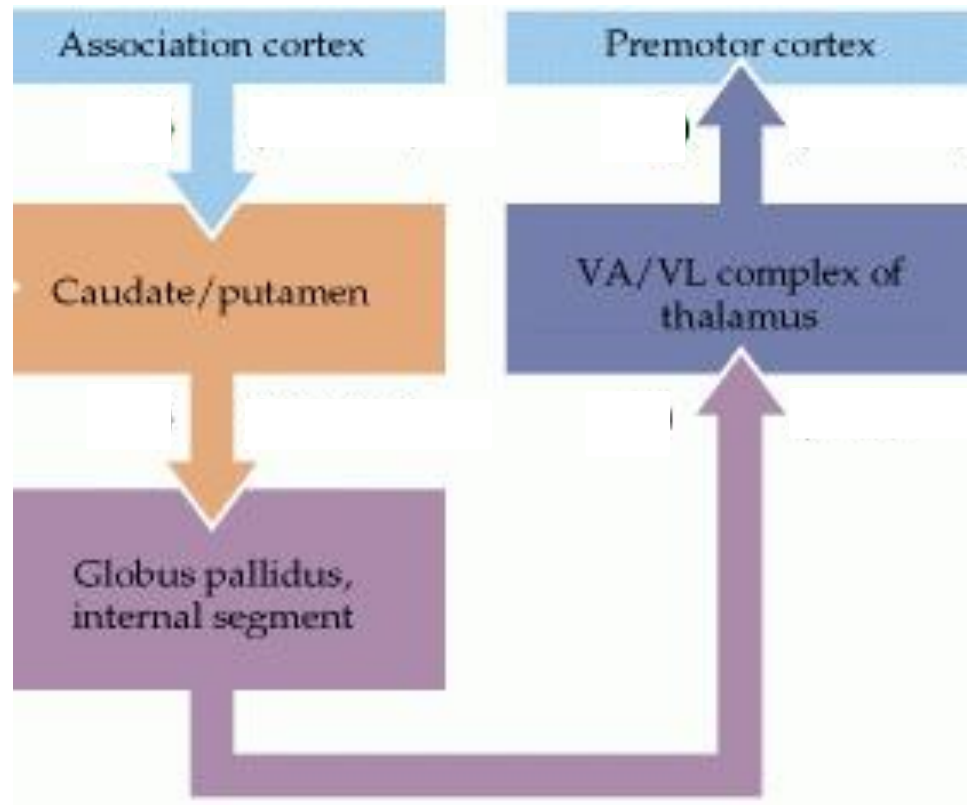 Association cortex
Premotor cortex
Caudate/putamen
VA/VL complex of
thalamus
Globus pallidus,
internal segment